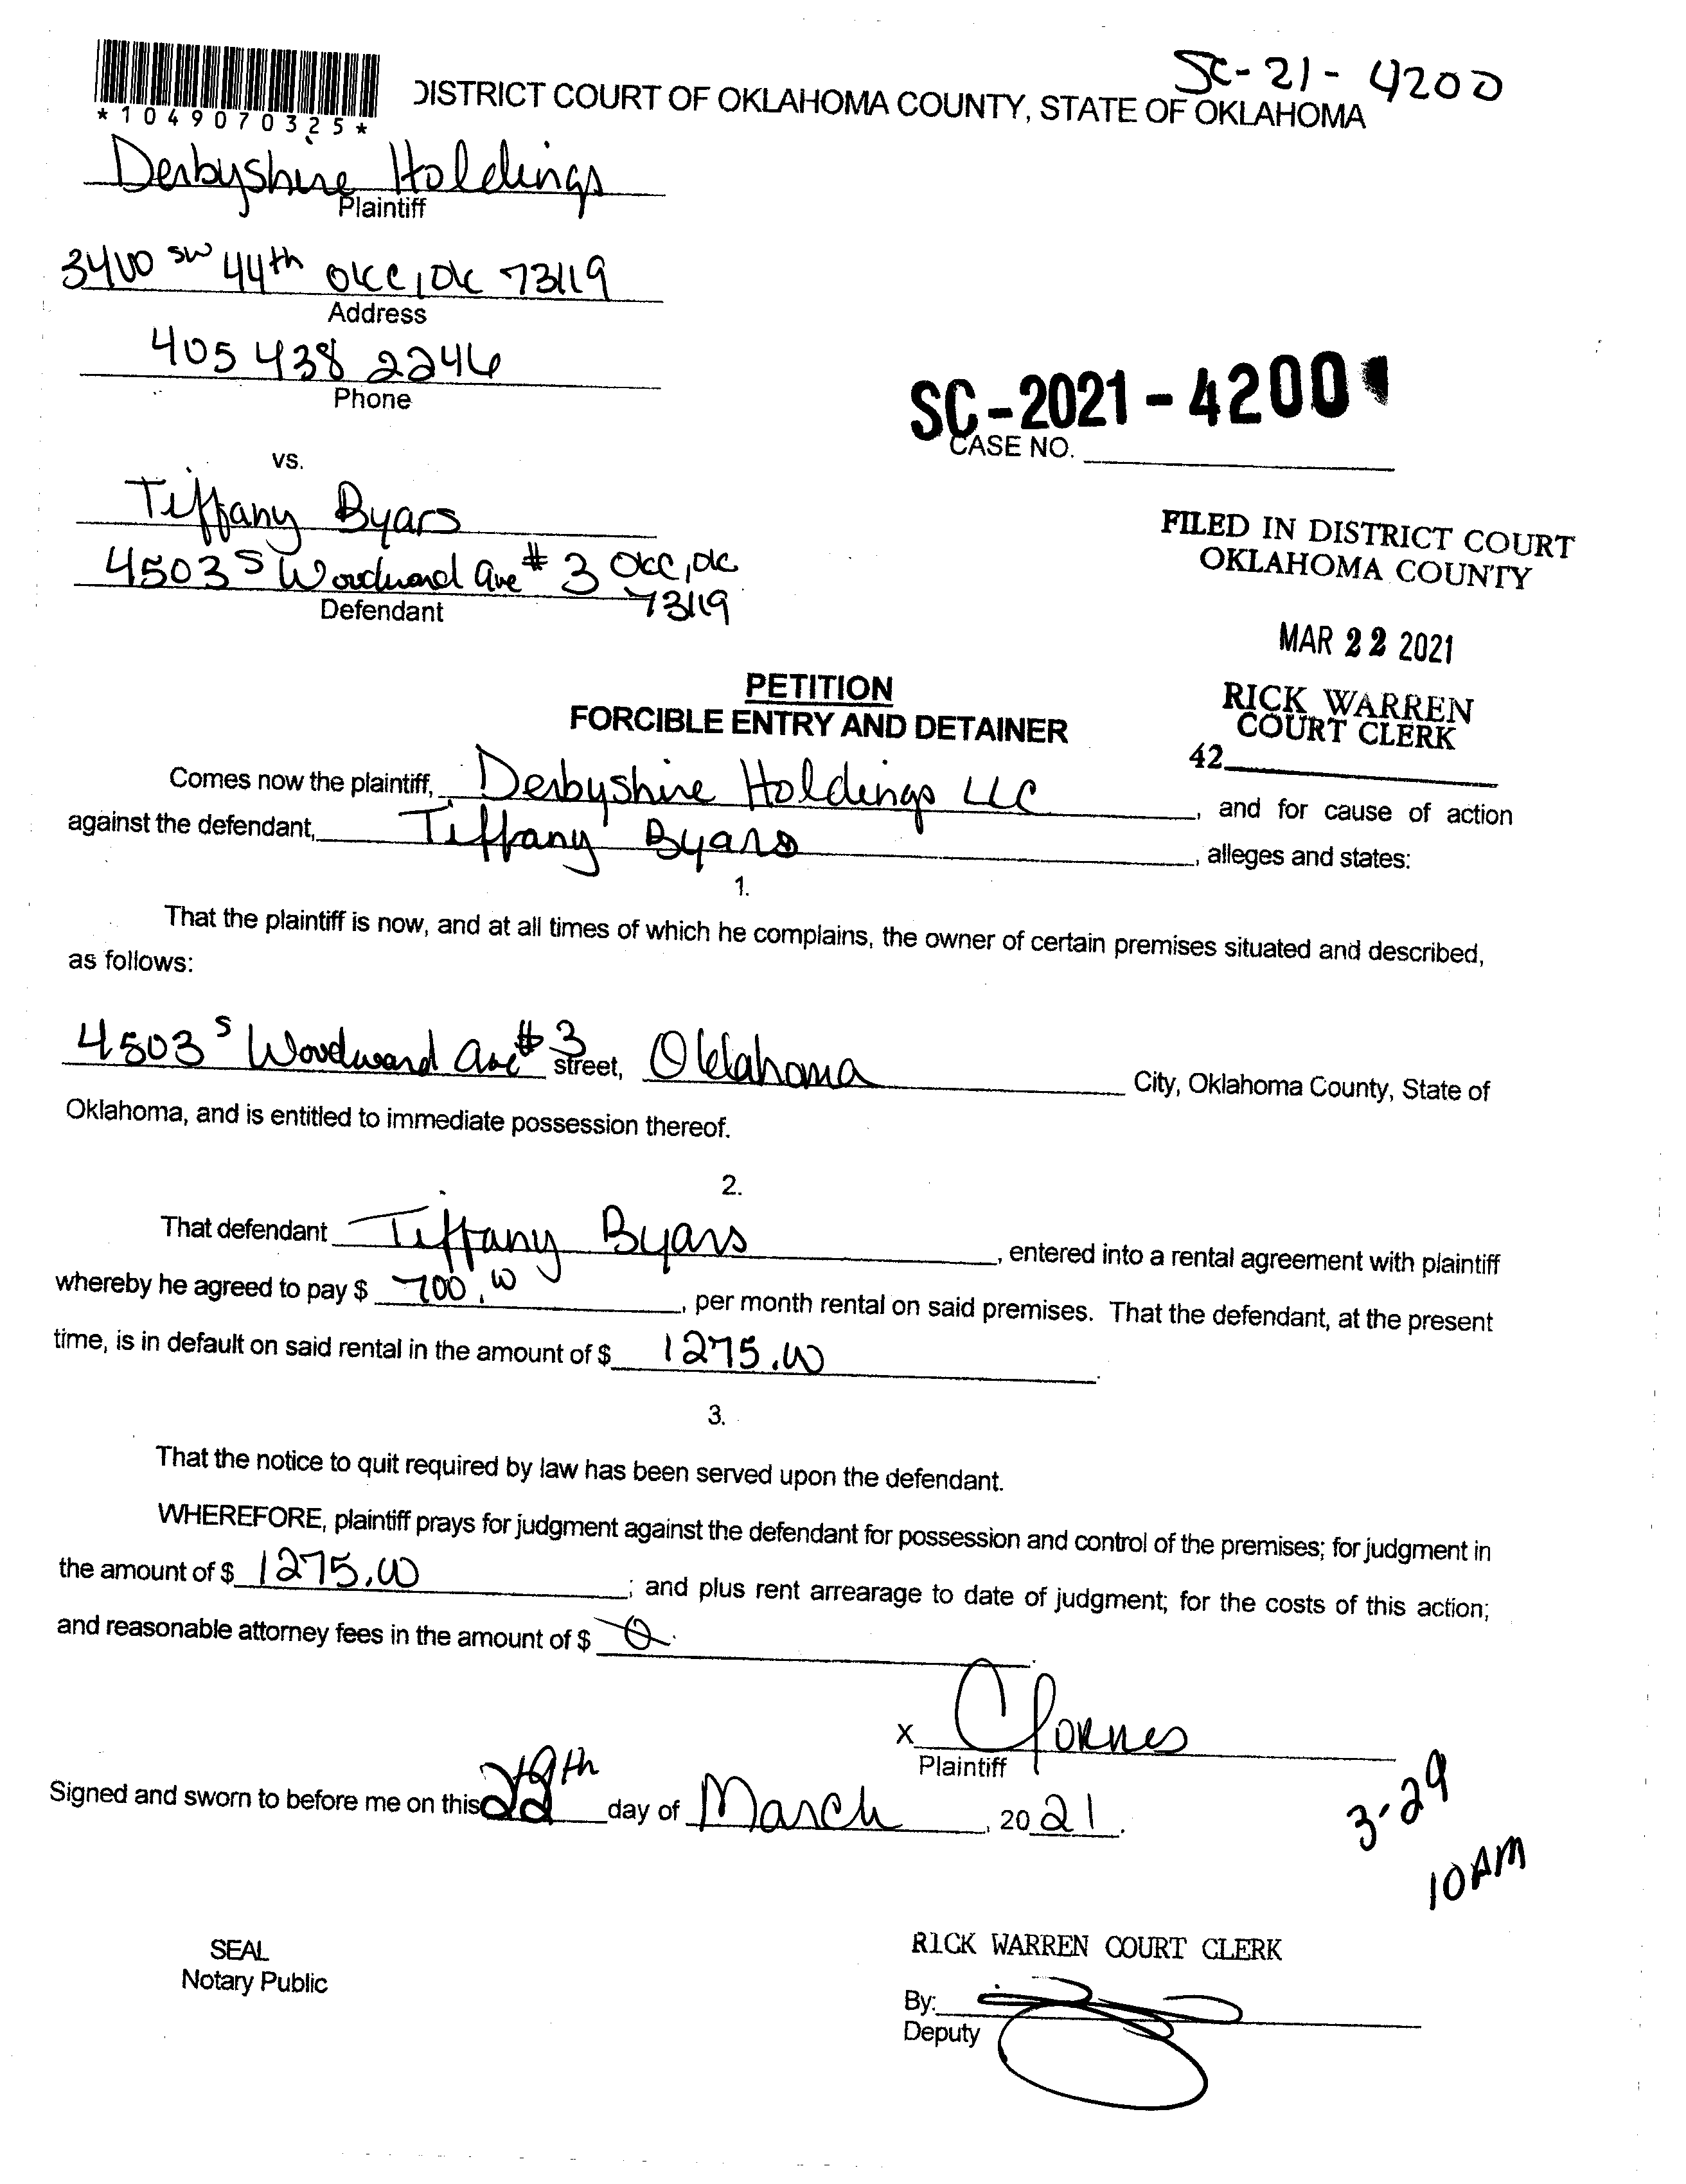 SC-21-4200
*1049070325*
DISTRICT COURT OF OKLAHOMA COUNTY, STATE OF OKLAHOMA
Derbyshire Holdings
Plaintiff
3400 SW 44th OKC, OK 73119
Address
405 438 2246
Phone
SC-2021-4200
CASE NO.
vs.
Tiffany Byars
4503 S Woodward Ave #3 OKC, OK
73119
Defendant
FILED IN DISTRICT COURT
OKLAHOMA COUNTY
MAR 22 2021
RICK WARREN
COURT CLERK
42
PETITION
FORCIBLE ENTRY AND DETAINER
Comes now the plaintiff, Derbyshire Holdings LLC, and for cause of action
against the defendant, Tiffany Byars, alleges and states:
1.
That the plaintiff is now, and at all times of which he complains, the owner of certain premises situated and described,
as follows:
4503 S Woodward Ave #3 street, Oklahoma City, Oklahoma County, State of
Oklahoma, and is entitled to immediate possession thereof.
2.
That defendant Tiffany Byars, entered into a rental agreement with plaintiff
whereby he agreed to pay $ 700.00, per month rental on said premises. That the defendant, at the present
time, is in default on said rental in the amount of $ 1275.00.
3.
That the notice to quit required by law has been served upon the defendant.
WHEREFORE, plaintiff prays for judgment against the defendant for possession and control of the premises; for judgment in
the amount of $ 1275.00; and plus rent arrearage to date of judgment; for the costs of this action;
and reasonable attorney fees in the amount of $ 0.
X
Plaintiff
Signed and sworn to before me on this 22 day of March, 2021.
3-29
10AM
SEAL
Notary Public
RICK WARREN COURT CLERK
By:
Deputy